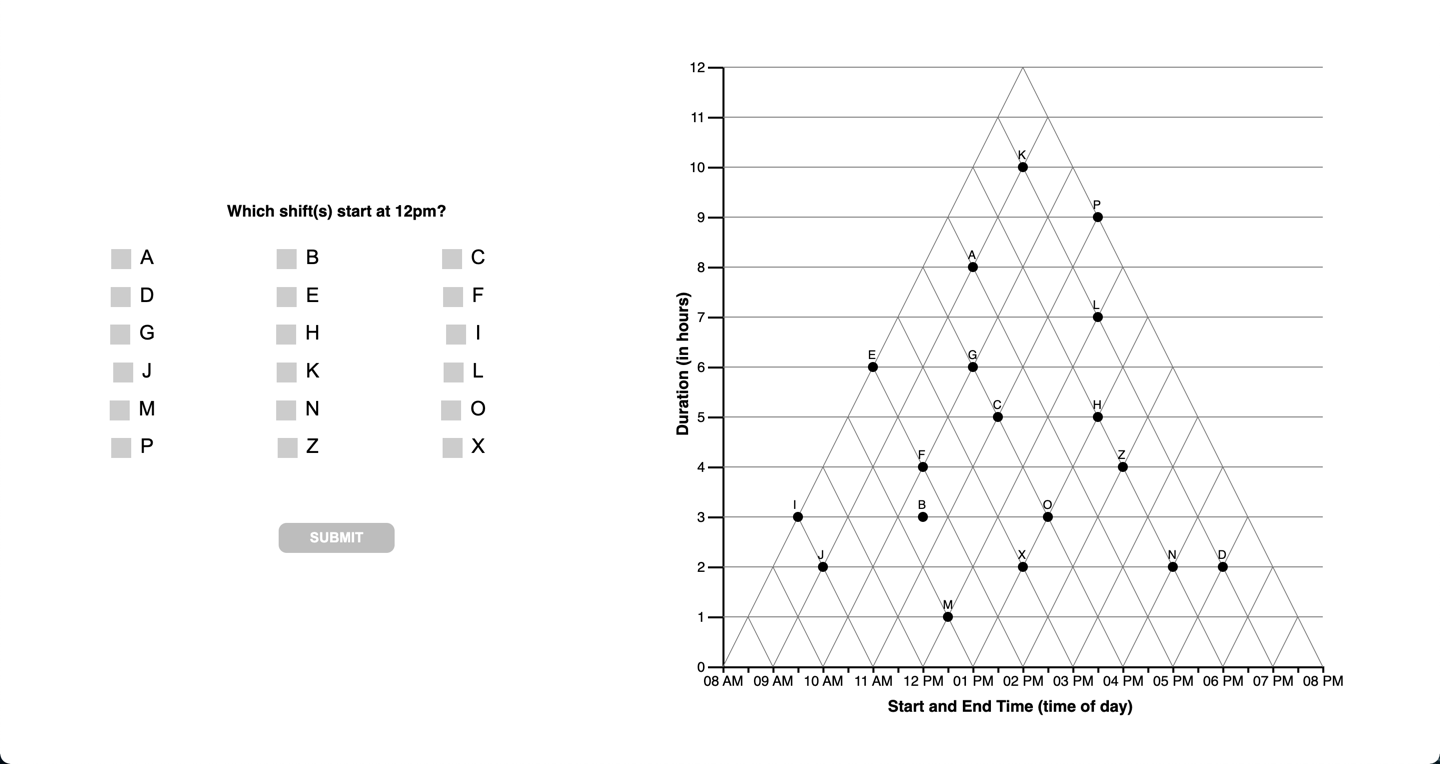 Which shift(s) start at 12pm?
A B C
D E F
G H I
J K L
M N O
P Z X
SUBMIT
12
11
10
9
8
7
6
5
4
3
2
1
0
Duration (in hours)
K
P
A
L
E G
C H
F Z
I B O
J X N D
M
08 AM 09 AM 10 AM 11 AM 12 PM 01 PM 02 PM 03 PM 04 PM 05 PM 06 PM 07 PM 08 PM
Start and End Time (time of day)